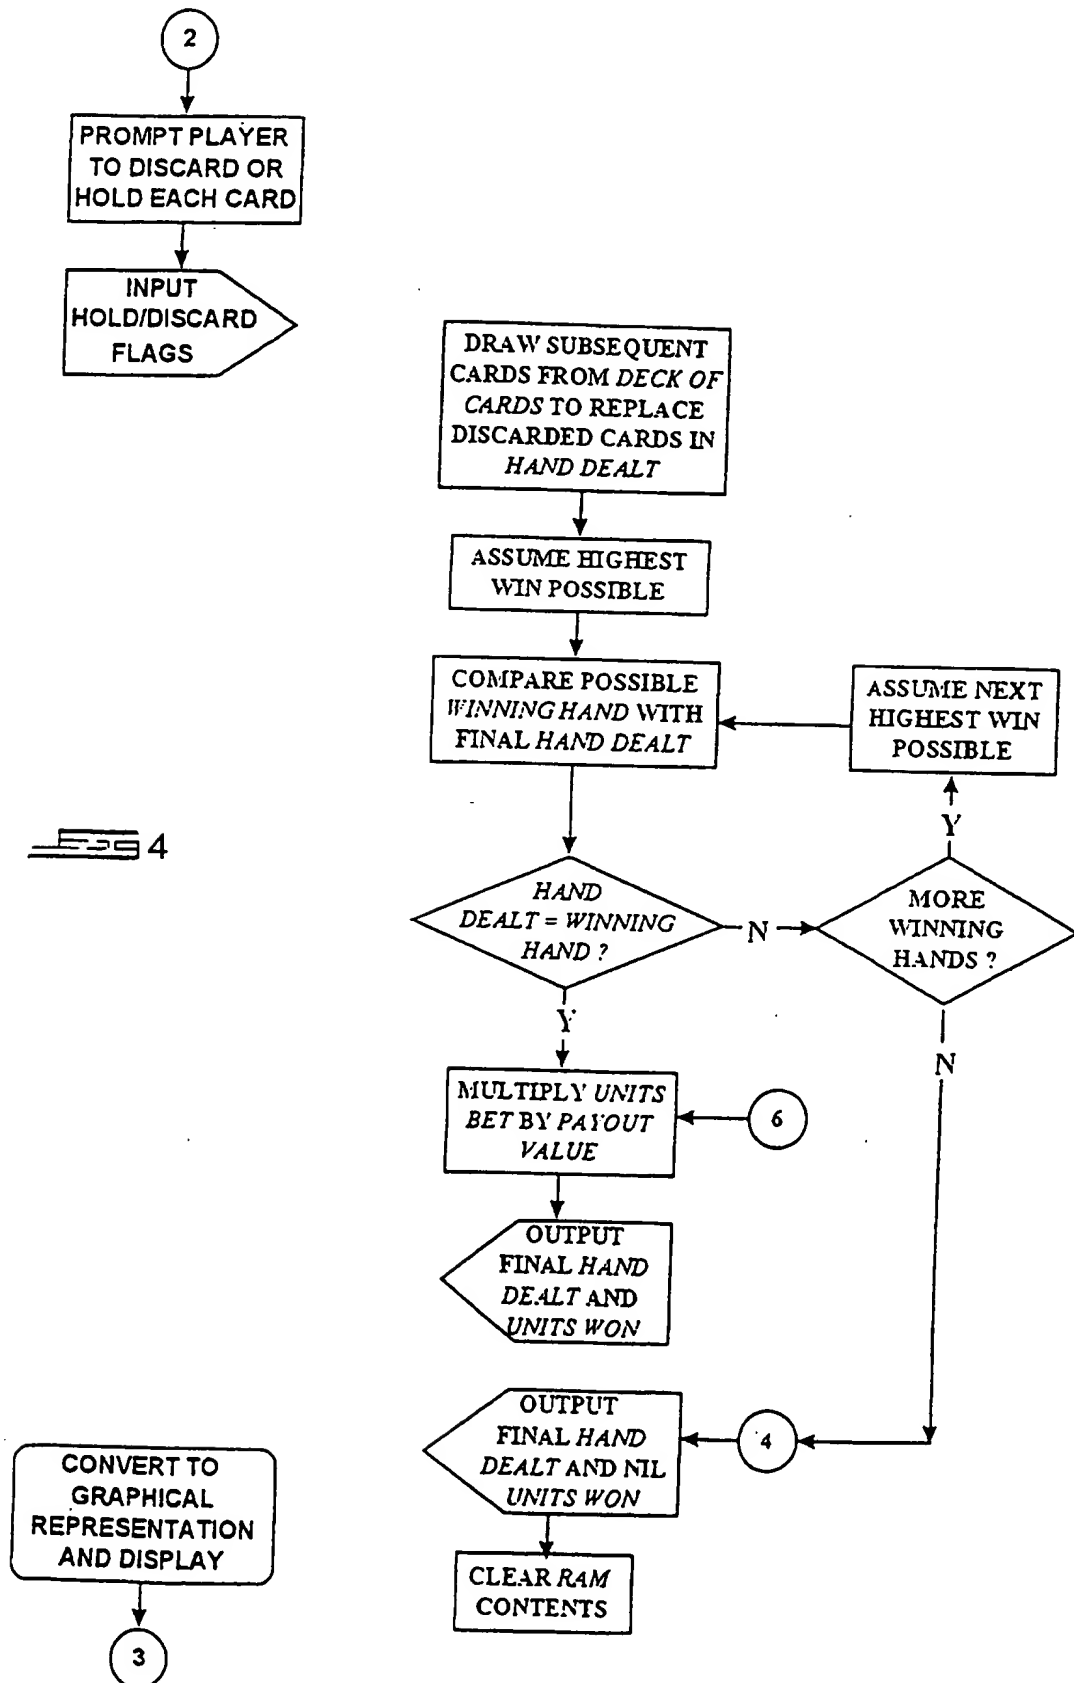 2
PROMPT PLAYER
TO DISCARD OR
HOLD EACH CARD
INPUT
HOLD/DISCARD
FLAGS
DRAW SUBSEQUENT
CARDS FROM DECK OF
CARDS TO REPLACE
DISCARDED CARDS IN
HAND DEALT
ASSUME HIGHEST
WIN POSSIBLE
COMPARE POSSIBLE
WINNING HAND WITH
FINAL HAND DEALT
ASSUME NEXT
HIGHEST WIN
POSSIBLE
Y
4
HAND
DEALT = WINNING
HAND ?
N
MORE
WINNING
HANDS ?
Y
N
MULTIPLY UNITS
BET BY PAYOUT
VALUE
6
OUTPUT
FINAL HAND
DEALT AND
UNITS WON
OUTPUT
FINAL HAND
DEALT AND NIL
UNITS WON
4
CONVERT TO
GRAPHICAL
REPRESENTATION
AND DISPLAY
CLEAR RAM
CONTENTS
3